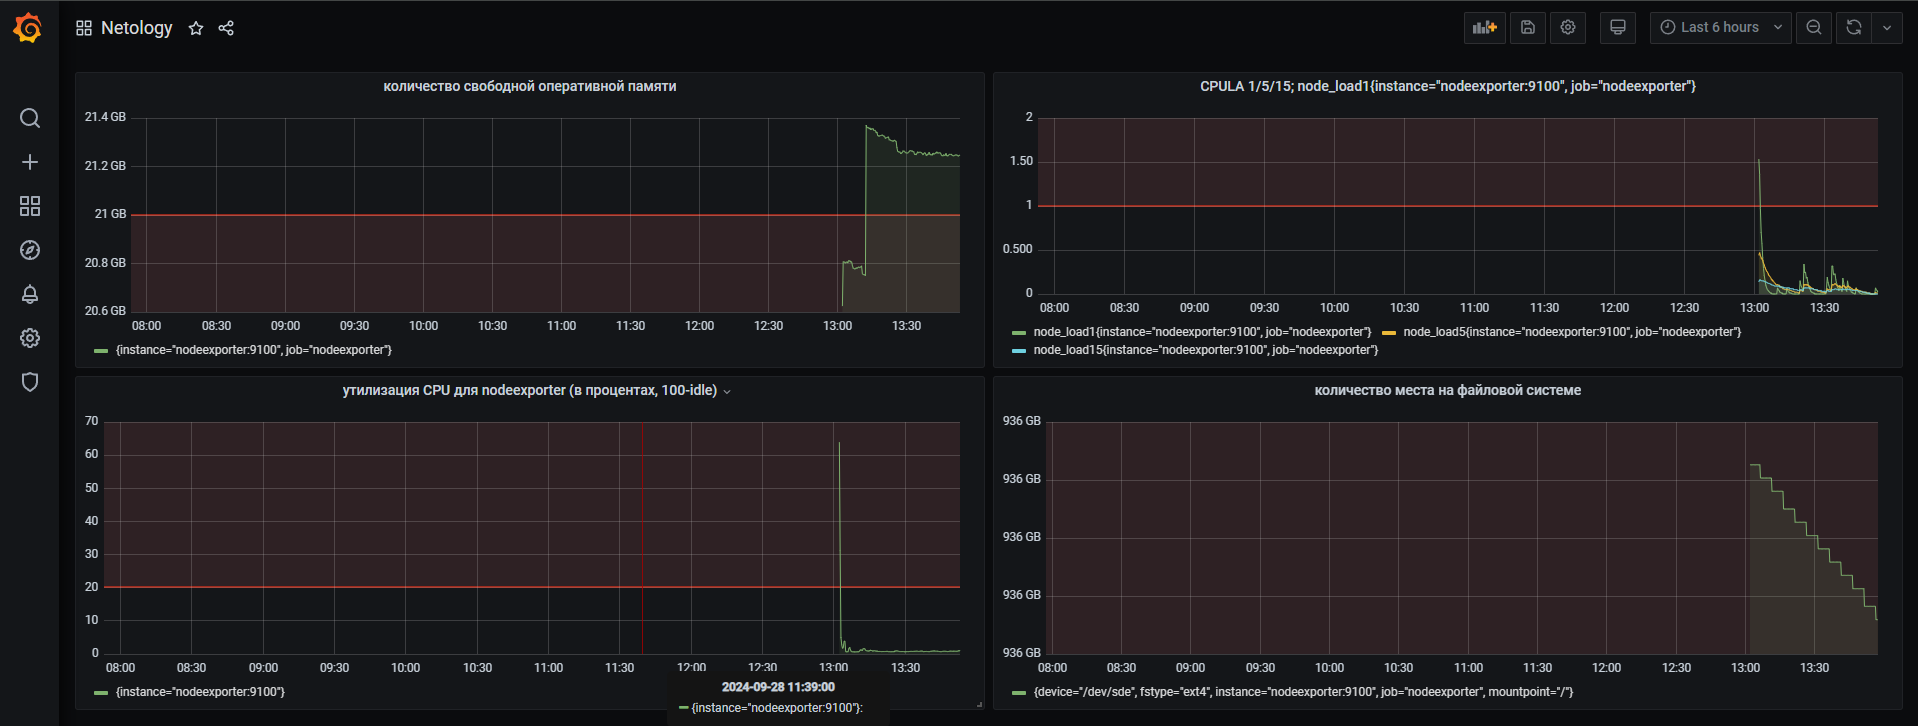 Netology
Last 6 hours
количество свободной оперативной памяти
21.4 GB
21.2 GB
21 GB
20.8 GB
20.6 GB
08:00 08:30 09:00 09:30 10:00 10:30 11:00 11:30 12:00 12:30 13:00 13:30
{instance="nodeexporter:9100", job="nodeexporter"}
CPULA 1/5/15; node_load1{instance="nodeexporter:9100", job="nodeexporter"}
2
1.50
1
0.500
0
08:00 08:30 09:00 09:30 10:00 10:30 11:00 11:30 12:00 12:30 13:00 13:30
node_load1{instance="nodeexporter:9100", job="nodeexporter"} node_load5{instance="nodeexporter:9100", job="nodeexporter"}
node_load15{instance="nodeexporter:9100", job="nodeexporter"}
утилизация CPU для nodeexporter (в процентах, 100-idle)
70
60
50
40
30
20
10
0
08:00 08:30 09:00 09:30 10:00 10:30 11:00 11:30 12:00 12:30 13:00 13:30
{instance="nodeexporter:9100"}
2024-09-28 11:39:00
{instance="nodeexporter:9100"}:
количество места на файловой системе
936 GB
936 GB
936 GB
936 GB
936 GB
08:00 08:30 09:00 09:30 10:00 10:30 11:00 11:30 12:00 12:30 13:00 13:30
{device="/dev/sde", fstype="ext4", instance="nodeexporter:9100", job="nodeexporter", mountpoint="/"}